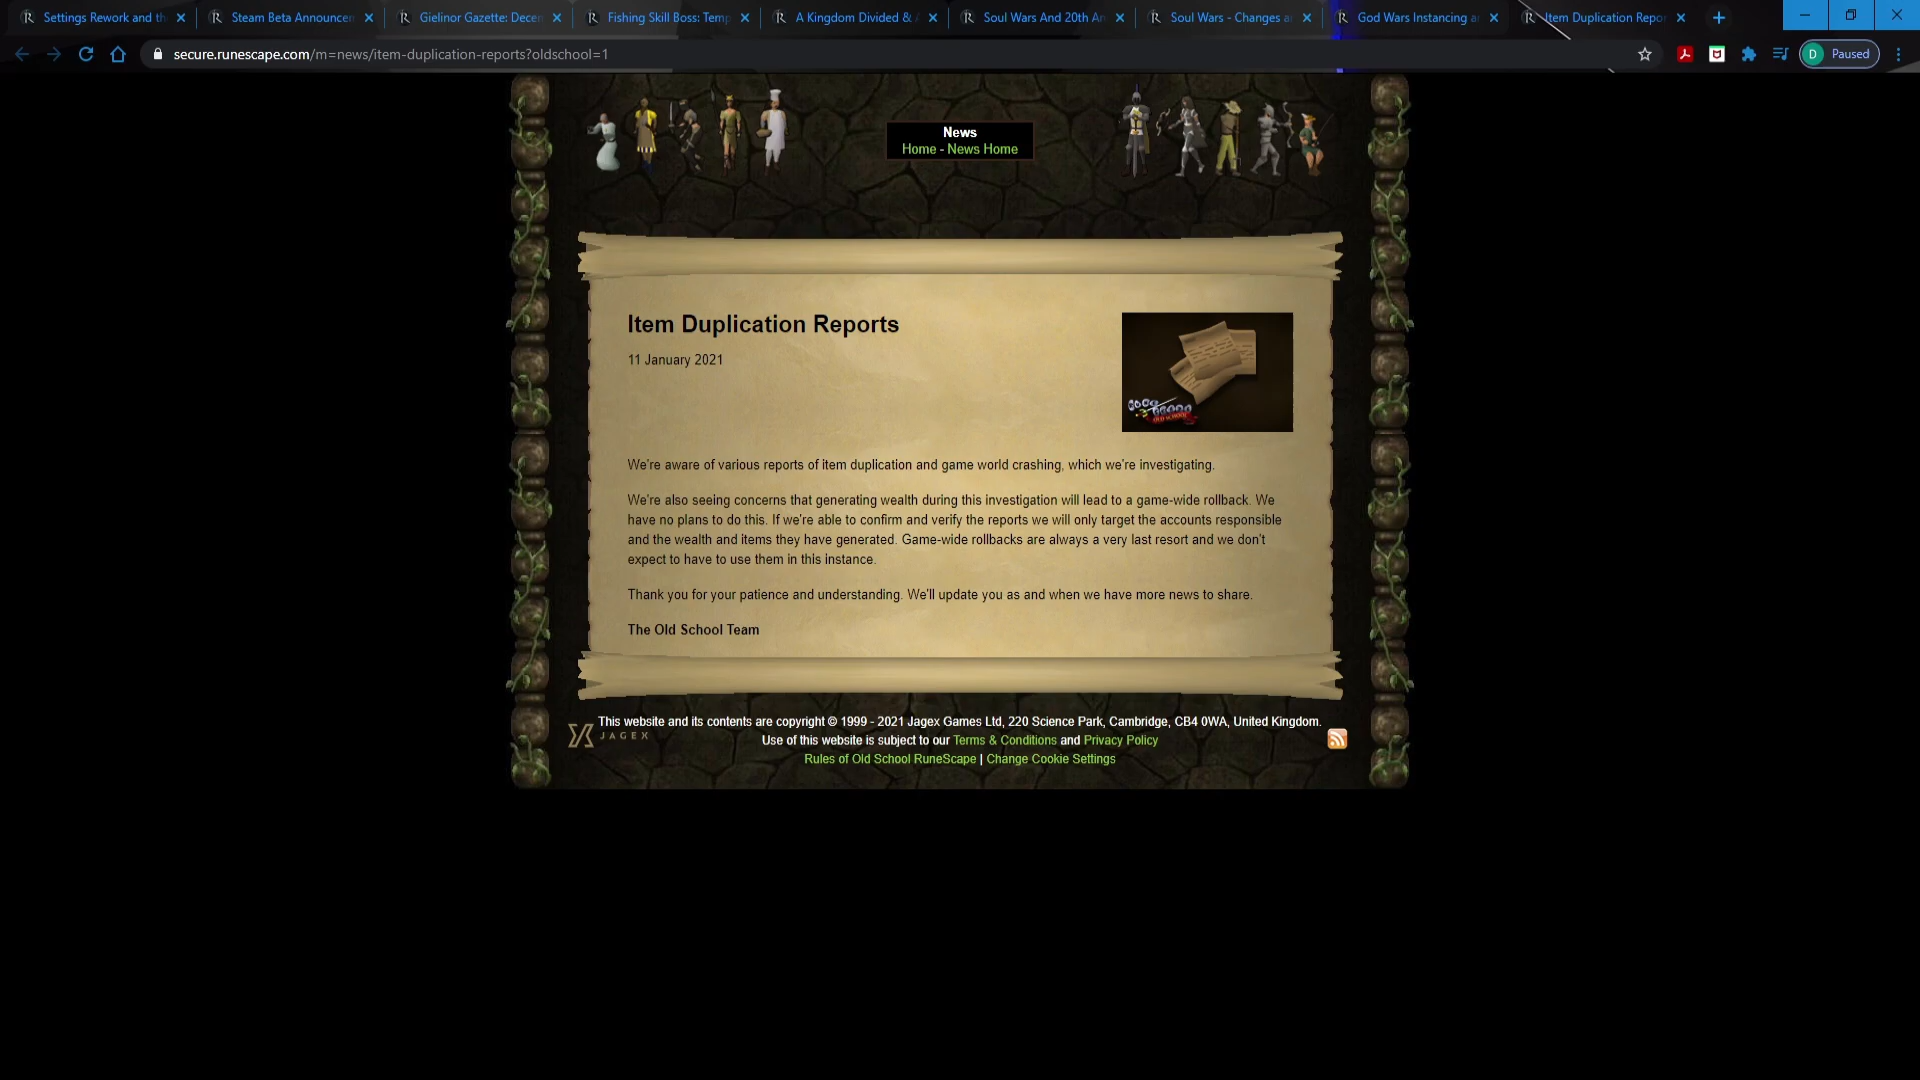 Settings Rework and th
Steam Beta Announcem
Gielinor Gazette: Decem
Fishing Skill Boss: Temp
A Kingdom Divided &
Soul Wars And 20th An
Soul Wars - Changes a
God Wars Instancing a
Item Duplication Repor
secure.runescape.com/m=news/item-duplication-reports?oldschool=1
D Paused
News
Home - News Home
Item Duplication Reports
11 January 2021
OLD SCHOOL
We're aware of various reports of item duplication and game world crashing, which we're investigating.
We're also seeing concerns that generating wealth during this investigation will lead to a game-wide rollback. We
have no plans to do this. If we're able to confirm and verify the reports we will only target the accounts responsible
and the wealth and items they have generated. Game-wide rollbacks are always a very last resort and we don't
expect to have to use them in this instance.
Thank you for your patience and understanding. We'll update you as and when we have more news to share.
The Old School Team
JAGEX
This website and its contents are copyright © 1999 - 2021 Jagex Games Ltd, 220 Science Park, Cambridge, CB4 0WA, United Kingdom.
Use of this website is subject to our Terms & Conditions and Privacy Policy
Rules of Old School RuneScape | Change Cookie Settings